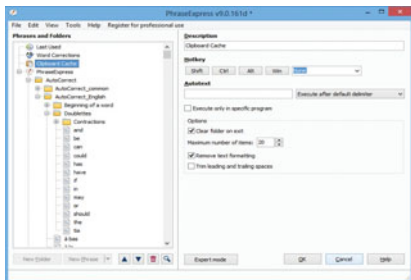 PhraseExpress v9.0.161d *
File Edit View Tools Help Register for professional use
Phrases and Folders
Last Used
Word Corrections
Clipboard Cache
PhraseExpress
AutoCorrect
AutoCorrect_common
AutoCorrect_English
Beginning of a word
Doublettes
Contractions
and
be
can
could
has
have
if
in
may
or
should
the
to
a bee
New Folder
New Phrase
Description
Clipboard Cache
Hotkey
Shift Ctrl Alt Win None
Autotext
Execute after default delimiter
Execute only in specific program
Options
Clear folder on exit
Maximum number of items: 20
Remove text formatting
Trim leading and trailing spaces
Expert mode
OK Cancel Help